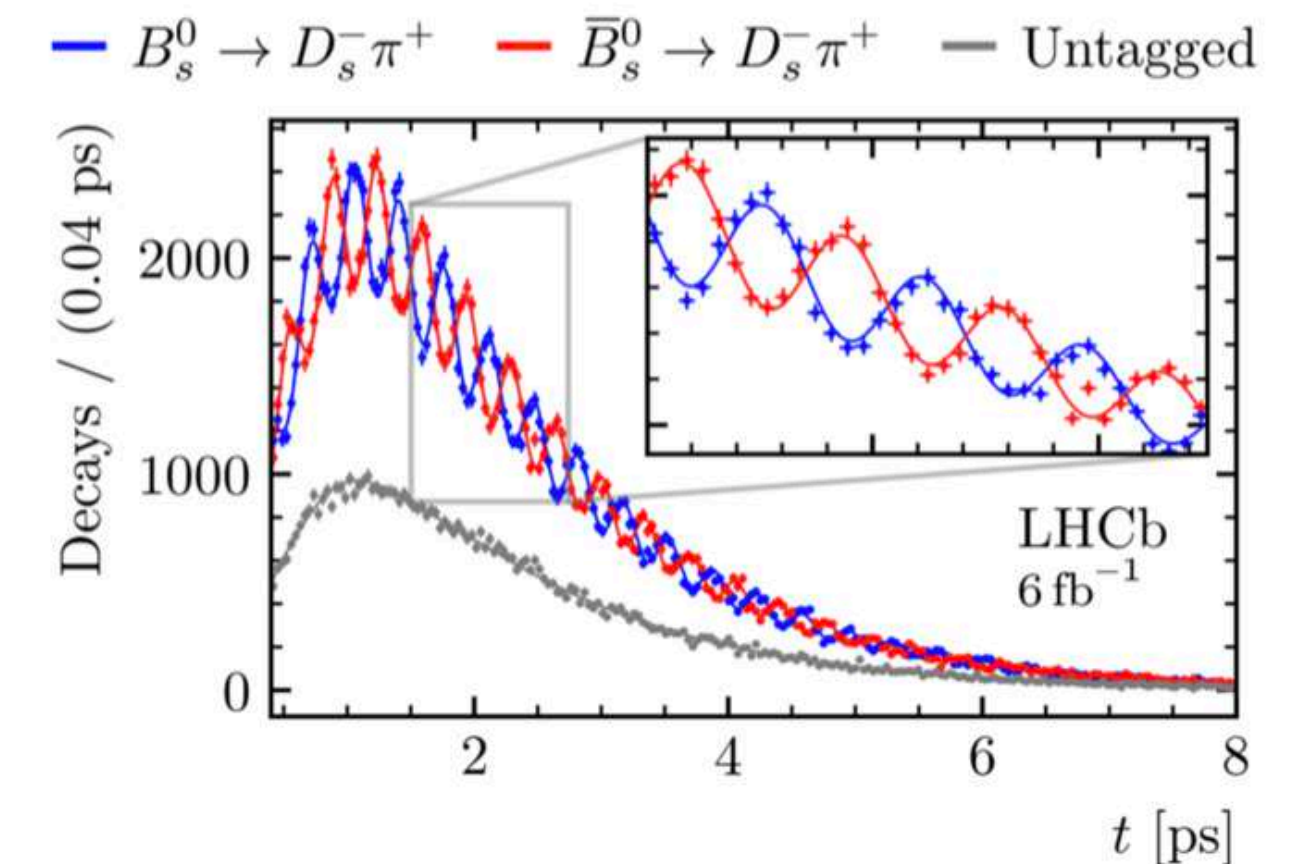 B⁰ₛ → D⁻ₛπ⁺ B̅⁰ₛ → D⁻ₛπ⁺ Untagged
Decays / (0.04 ps)
2000
1000
0
LHCb
6 fb⁻¹
2 4 6 8
t [ps]